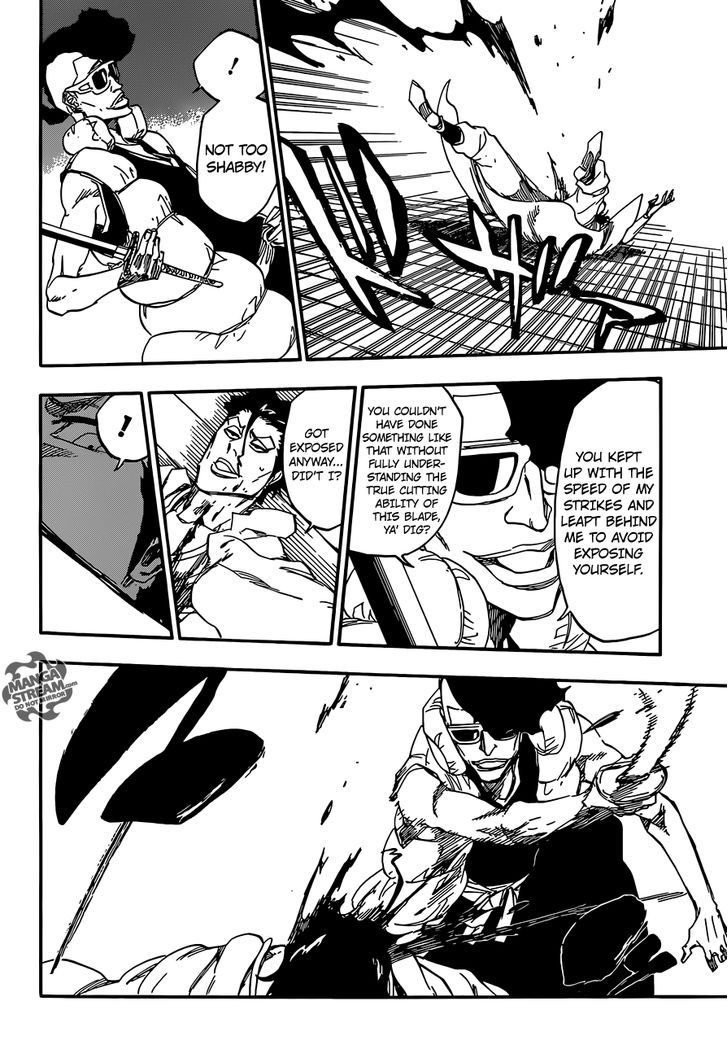 !
NOT TOO
SHABBY!
YOU KEPT
UP WITH THE
SPEED OF MY
STRIKES AND
LEAPT BEHIND
ME TO AVOID
EXPOSING
YOURSELF.
YOU COULDN'T
HAVE DONE
SOMETHING LIKE
THAT WITHOUT
FULLY UNDER-
STANDING THE
TRUE CUTTING
ABILITY OF
THIS BLADE,
YA' DIG?
GOT
EXPOSED
ANYWAY...
DID'T I?
!
MANGA
STREAM.com
DO NOT MIRROR